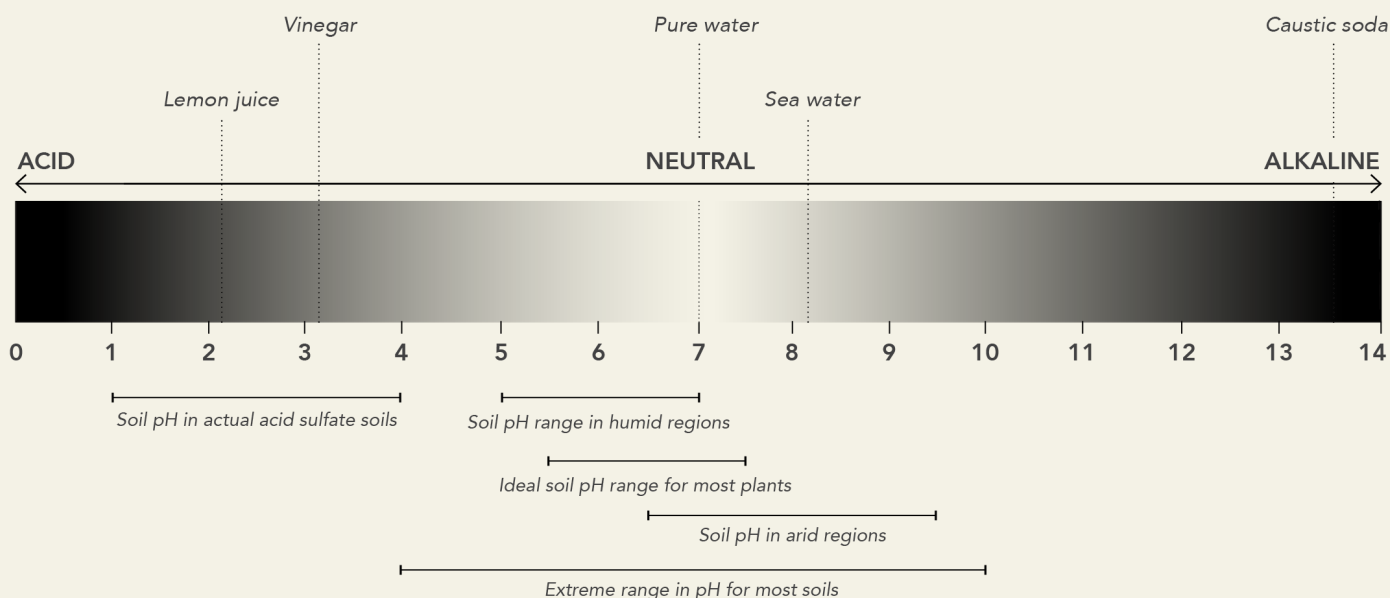 Vinegar Pure water Caustic soda
Lemon juice Sea water
ACID NEUTRAL ALKALINE
0 1 2 3 4 5 6 7 8 9 10 11 12 13 14
Soil pH in actual acid sulfate soils Soil pH range in humid regions
Ideal soil pH range for most plants
Soil pH in arid regions
Extreme range in pH for most soils